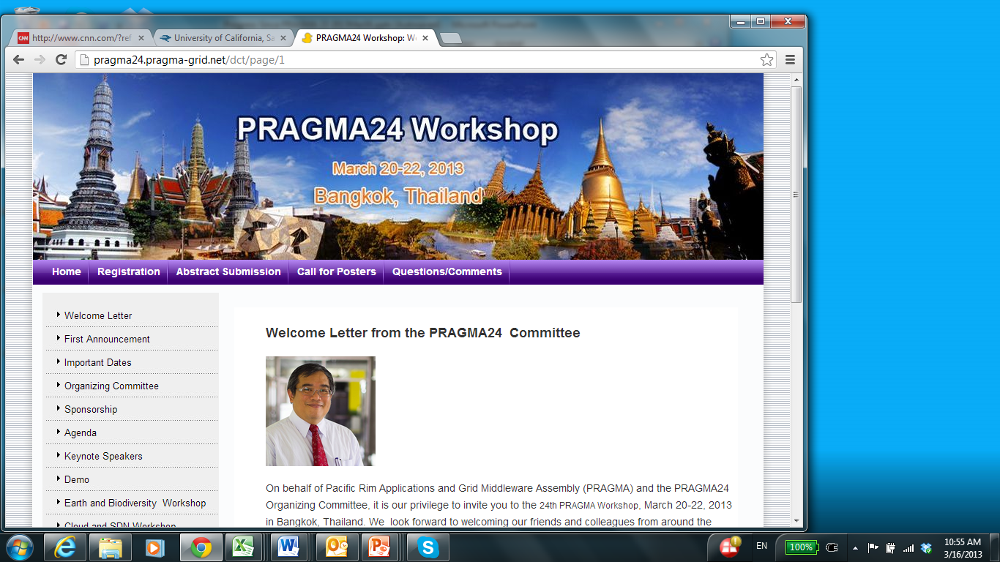 http://www.cnn.com/?ref
University of California, Sa
PRAGMA24 Workshop: W
pragma24.pragma-grid.net/dct/page/1
PRAGMA24 Workshop
March 20-22, 2013
Bangkok, Thailand
Home
Registration
Abstract Submission
Call for Posters
Questions/Comments
Welcome Letter
First Announcement
Important Dates
Organizing Committee
Sponsorship
Agenda
Keynote Speakers
Demo
Earth and Biodiversity Workshop
Cloud and SDN Workshop
Welcome Letter from the PRAGMA24 Committee
On behalf of Pacific Rim Applications and Grid Middleware Assembly (PRAGMA) and the PRAGMA24
Organizing Committee, it is our privilege to invite you to the 24th PRAGMA Workshop, March 20-22, 2013
in Bangkok, Thailand. We look forward to welcoming our friends and colleagues from around the
EN
100%
10:55 AM
3/16/2013